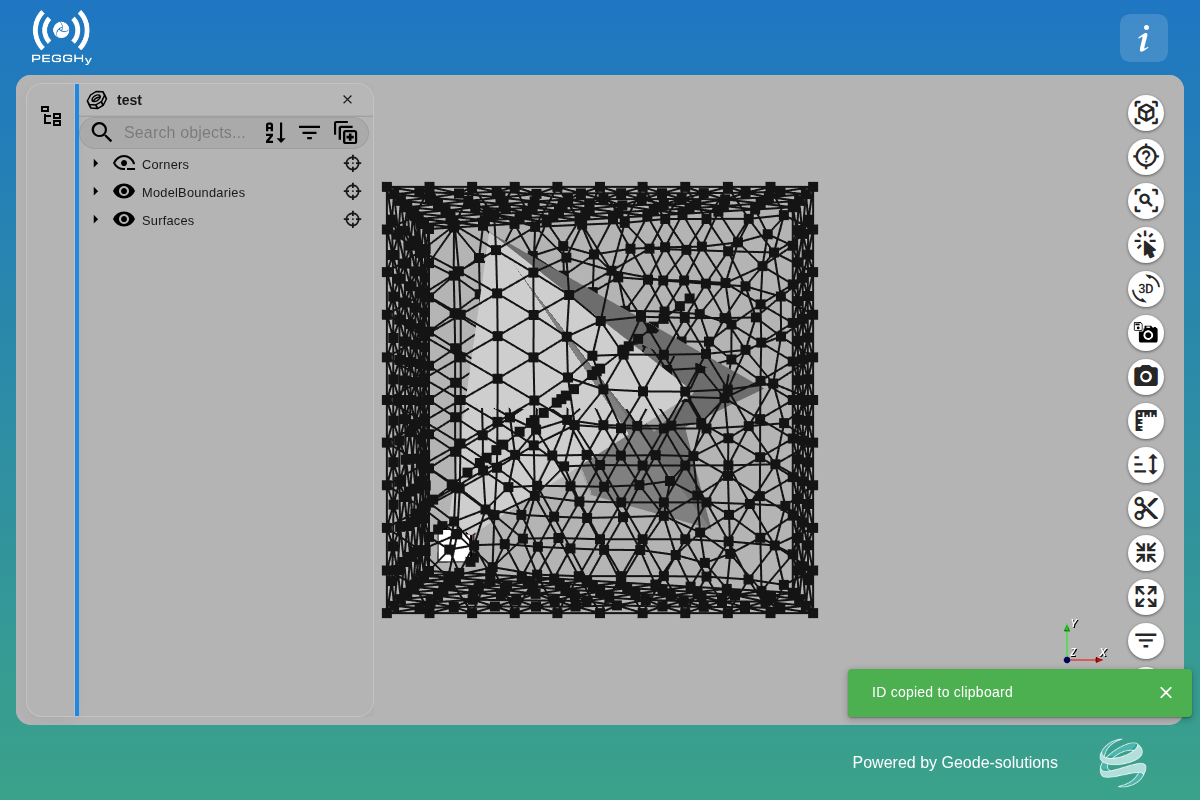 PEGGHy
i
test
Search objects...
A
Z
Corners
ModelBoundaries
Surfaces
3D
Y
Z
X
ID copied to clipboard
Powered by Geode-solutions